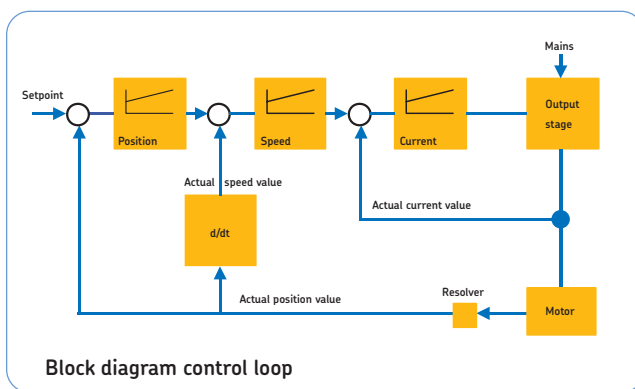 Mains
Setpoint
Output
stage
Position
Speed
Current
Actual speed value
Actual current value
d/dt
Resolver
Actual position value
Motor
Block diagram control loop